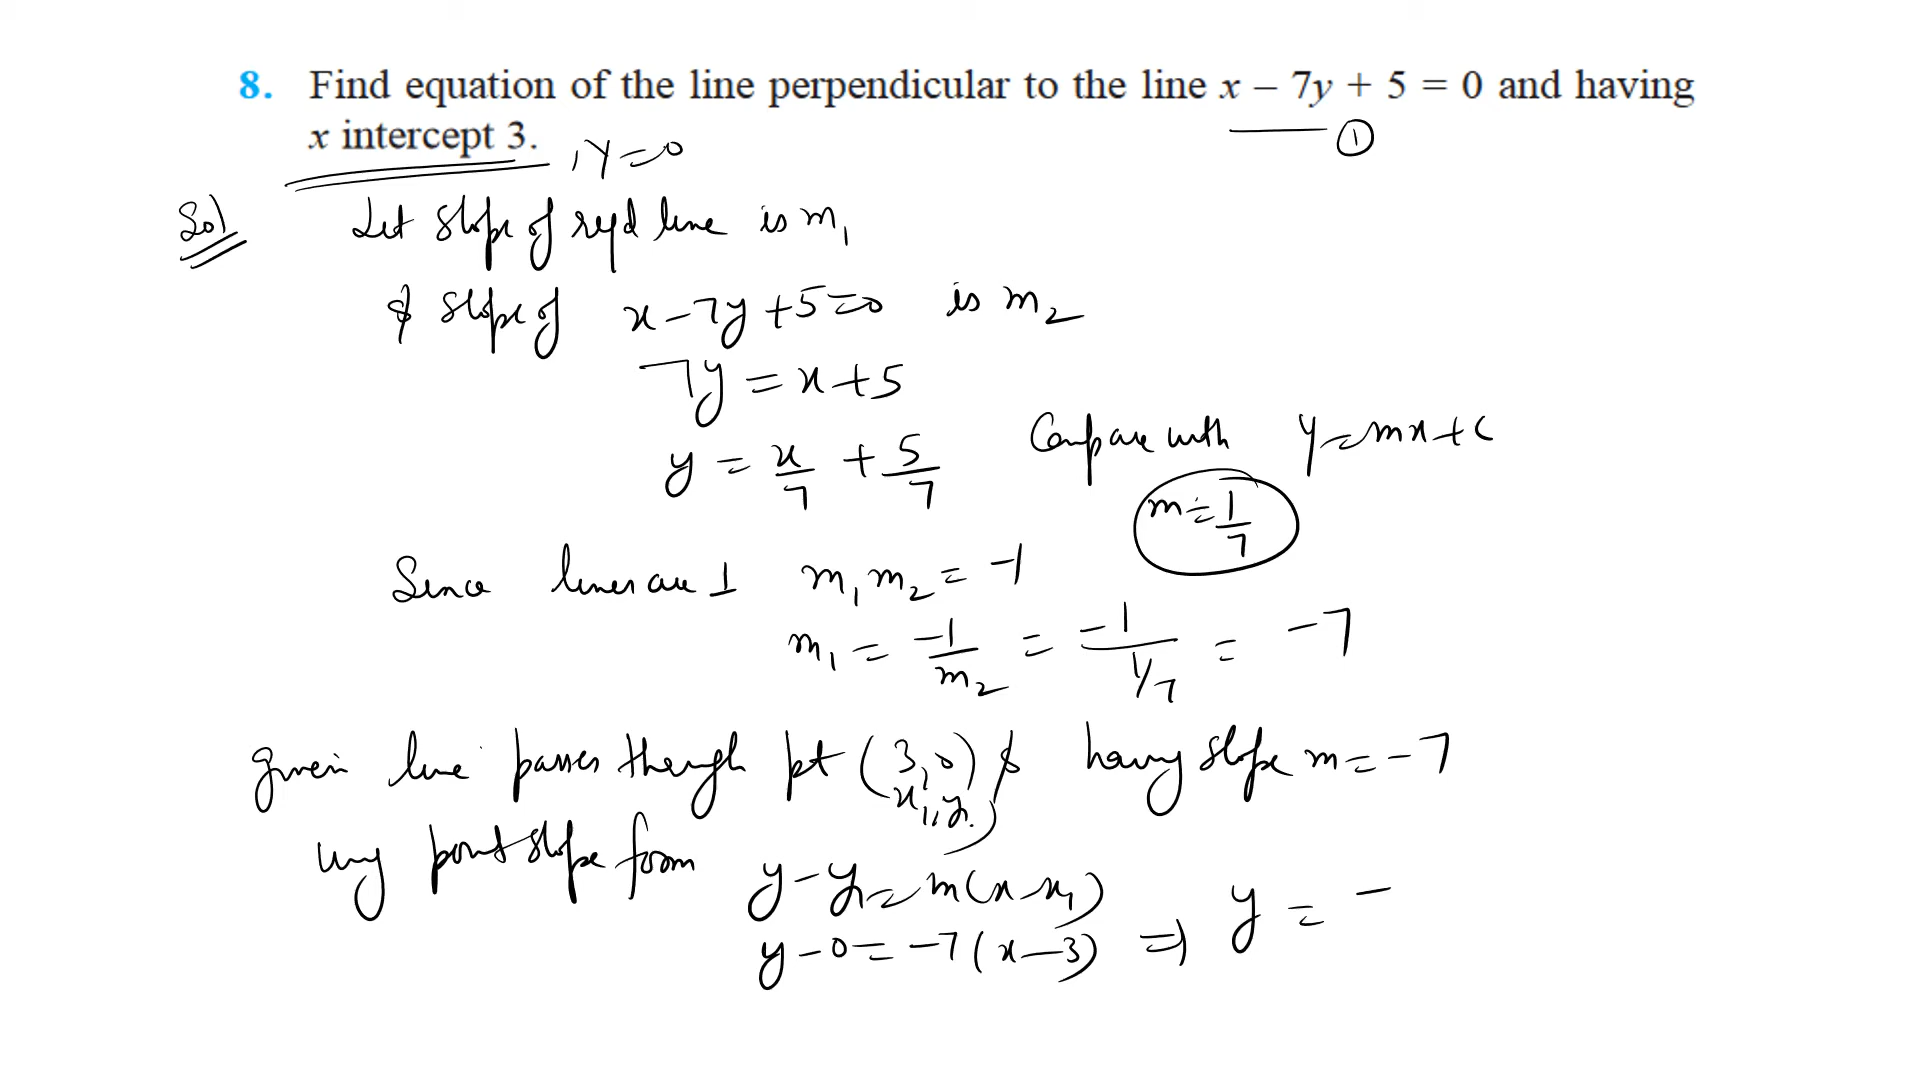 8. Find equation of the line perpendicular to the line x – 7y + 5 = 0 and having
x intercept 3. , y=0 ①
Sol Let slope of reqd line is m₁
& slope of x-7y+5=0 is m₂
7y = x+5
y = x/7 + 5/7 Compare with y=mx+c
m=1/7
Since lines are ⊥ m₁m₂ = -1
m₁ = -1/m₂ = -1/1/7 = -7
given line passes through pt (3,0) & having slope m=-7
x₁, y₁)
using point slope form y-y₁=m(x-x₁)
y-0= -7(x-3) ⇒ y = -